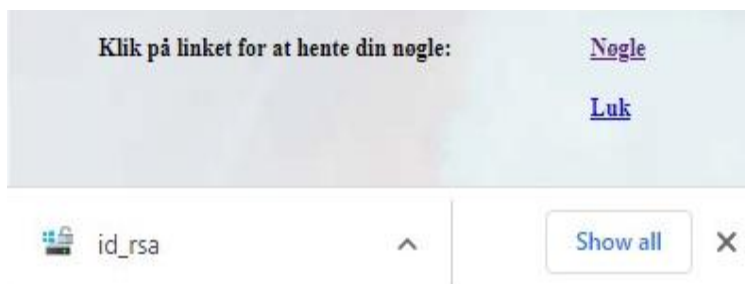 Klik på linket for at hente din nøgle: Nøgle
Luk
id_rsa Show all